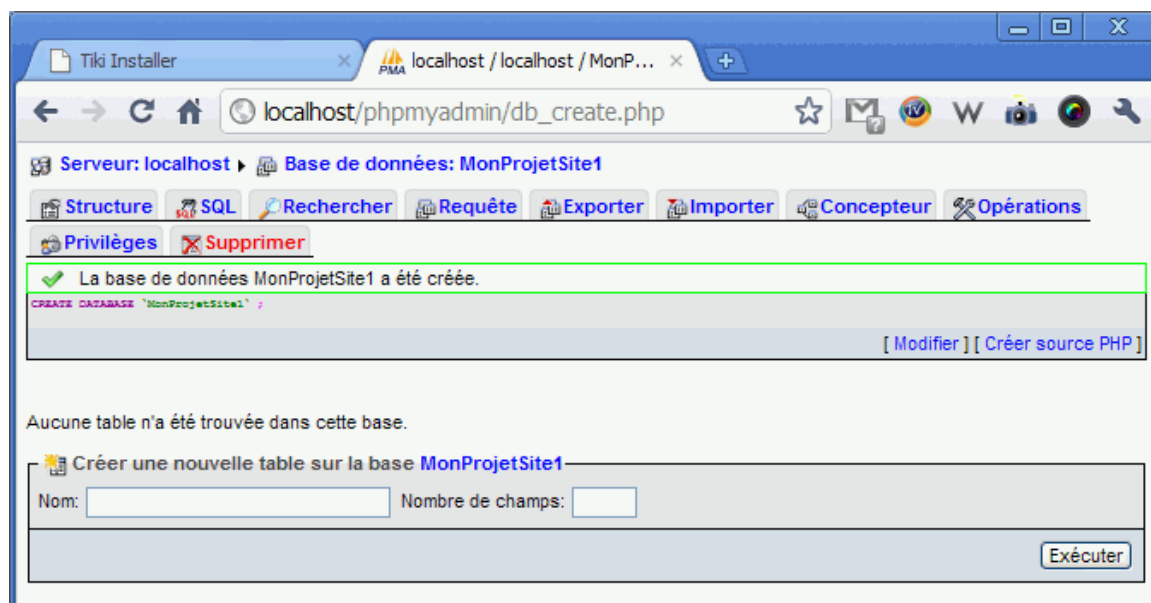 Tiki Installer
PMA localhost / localhost / MonP...
localhost/phpmyadmin/db_create.php
Serveur: localhost ▸ Base de données: MonProjetSite1
Structure SQL Rechercher Requête Exporter Importer Concepteur Opérations
Privilèges Supprimer
La base de données MonProjetSite1 a été créée.
CREATE DATABASE `MonProjetSite1` ;
[ Modifier ] [ Créer source PHP ]
Aucune table n'a été trouvée dans cette base.
Créer une nouvelle table sur la base MonProjetSite1
Nom: Nombre de champs:
Exécuter